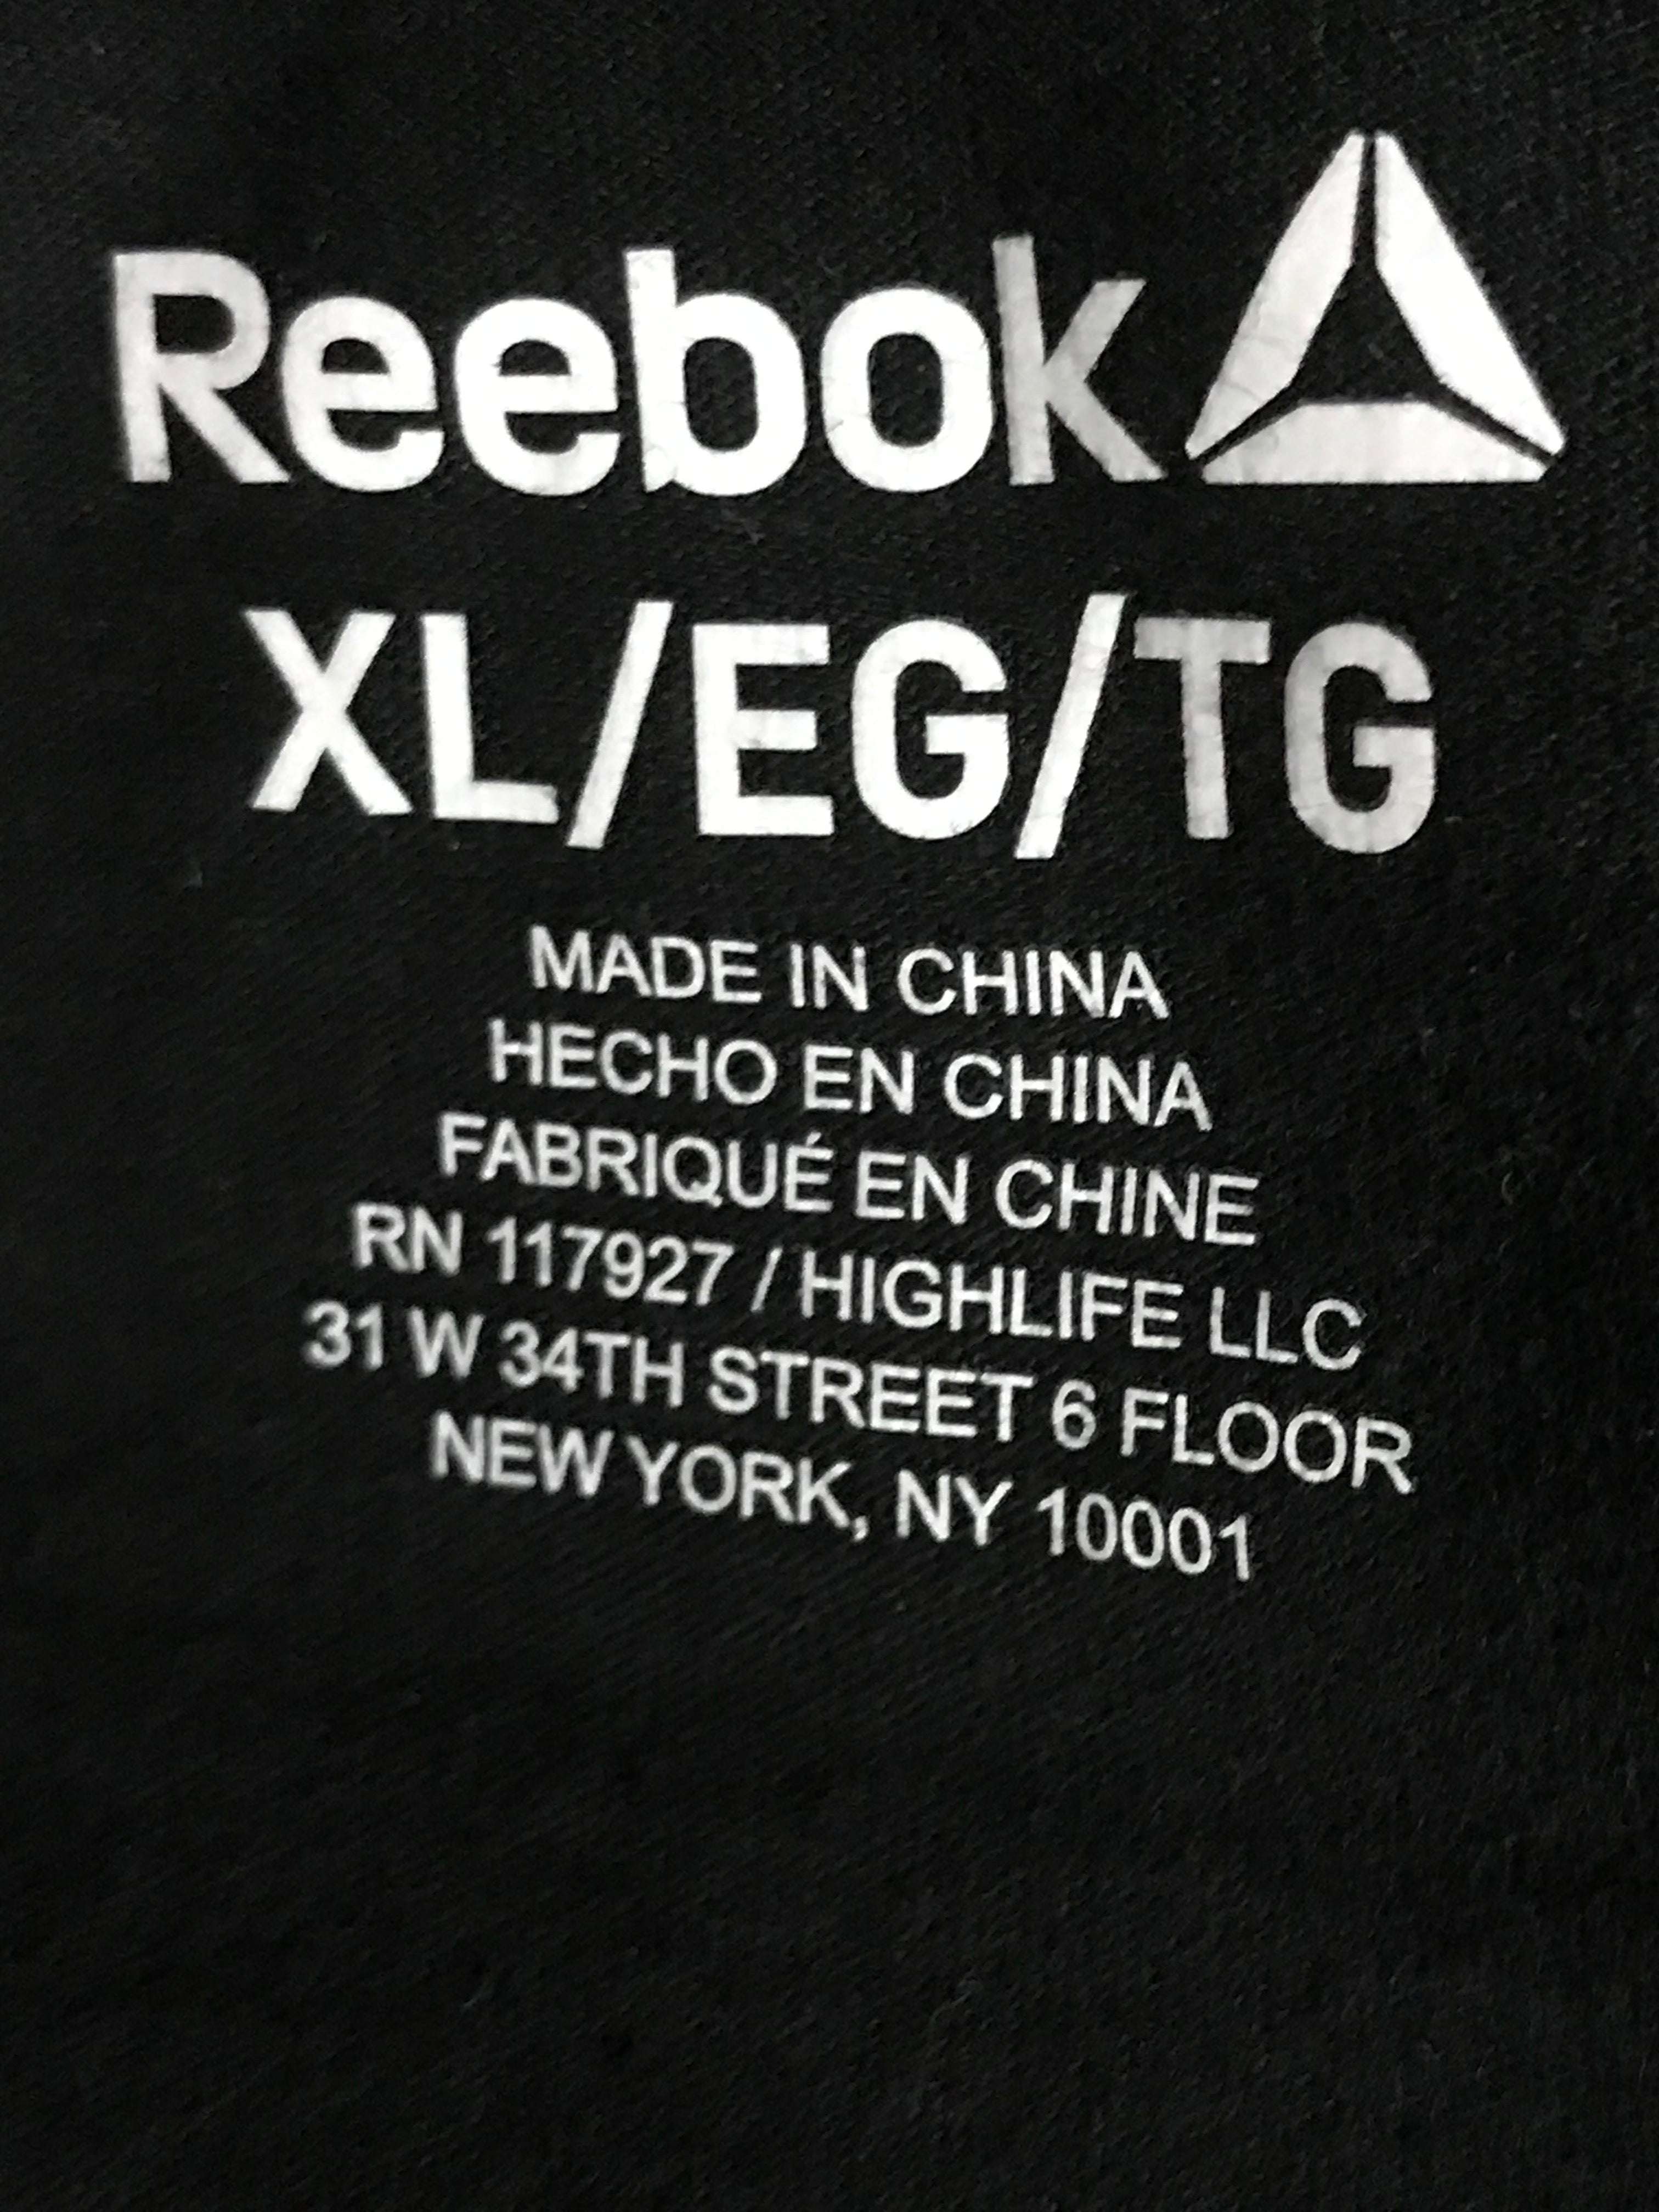 Reebok
XL/EG/TG
MADE IN CHINA
HECHO EN CHINA
FABRIQUÉ EN CHINE
RN 117927 / HIGHLIFE LLC
31 W 34TH STREET 6 FLOOR
NEW YORK, NY 10001